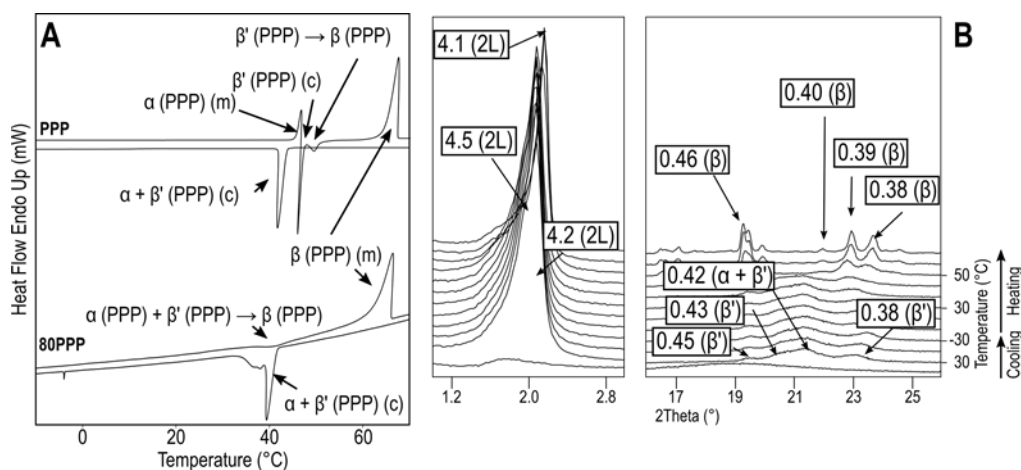 A
β' (PPP) → β (PPP)
β' (PPP) (c)
α (PPP) (m)
PPP
α + β' (PPP) (c)
β (PPP) (m)
α (PPP) + β' (PPP) → β (PPP)
80PPP
α + β' (PPP) (c)
Heat Flow Endo Up (mW)
0 20 40 60
Temperature (°C)
4.1 (2L)
4.5 (2L)
4.2 (2L)
1.2 2.0 2.8
B
0.40 (β)
0.46 (β)
0.39 (β)
0.38 (β)
0.42 (α + β')
0.43 (β')
0.38 (β')
0.45 (β')
50
30
-30
30
Temperature (°C)
Cooling Heating
17 19 21 23 25
2Theta (°)